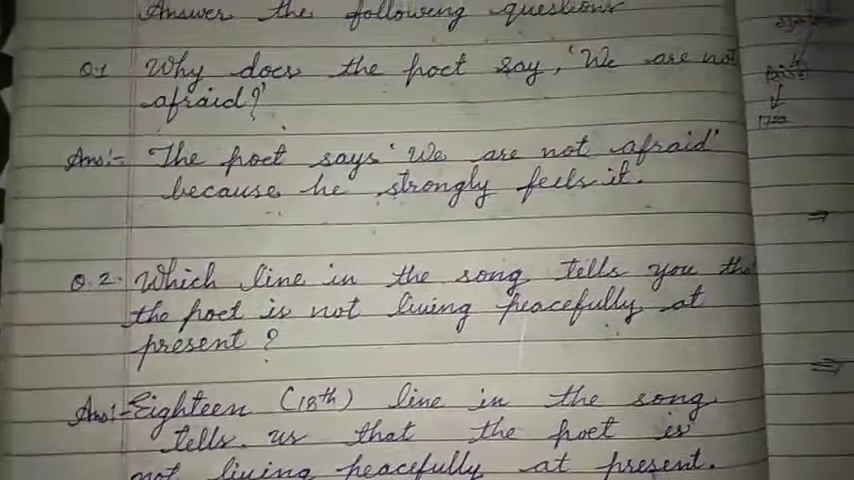 Answer the following questions
Q.1 Why does the poet say, 'We are not
afraid?'
Ans:- The poet says 'We are not afraid'
because he strongly feels it.
Q.2. Which line in the song tells you tha
the poet is not living peacefully at
present?
Ans:- Eighteen (18th) line in the song
tells us that the poet is
not living peacefully at present.